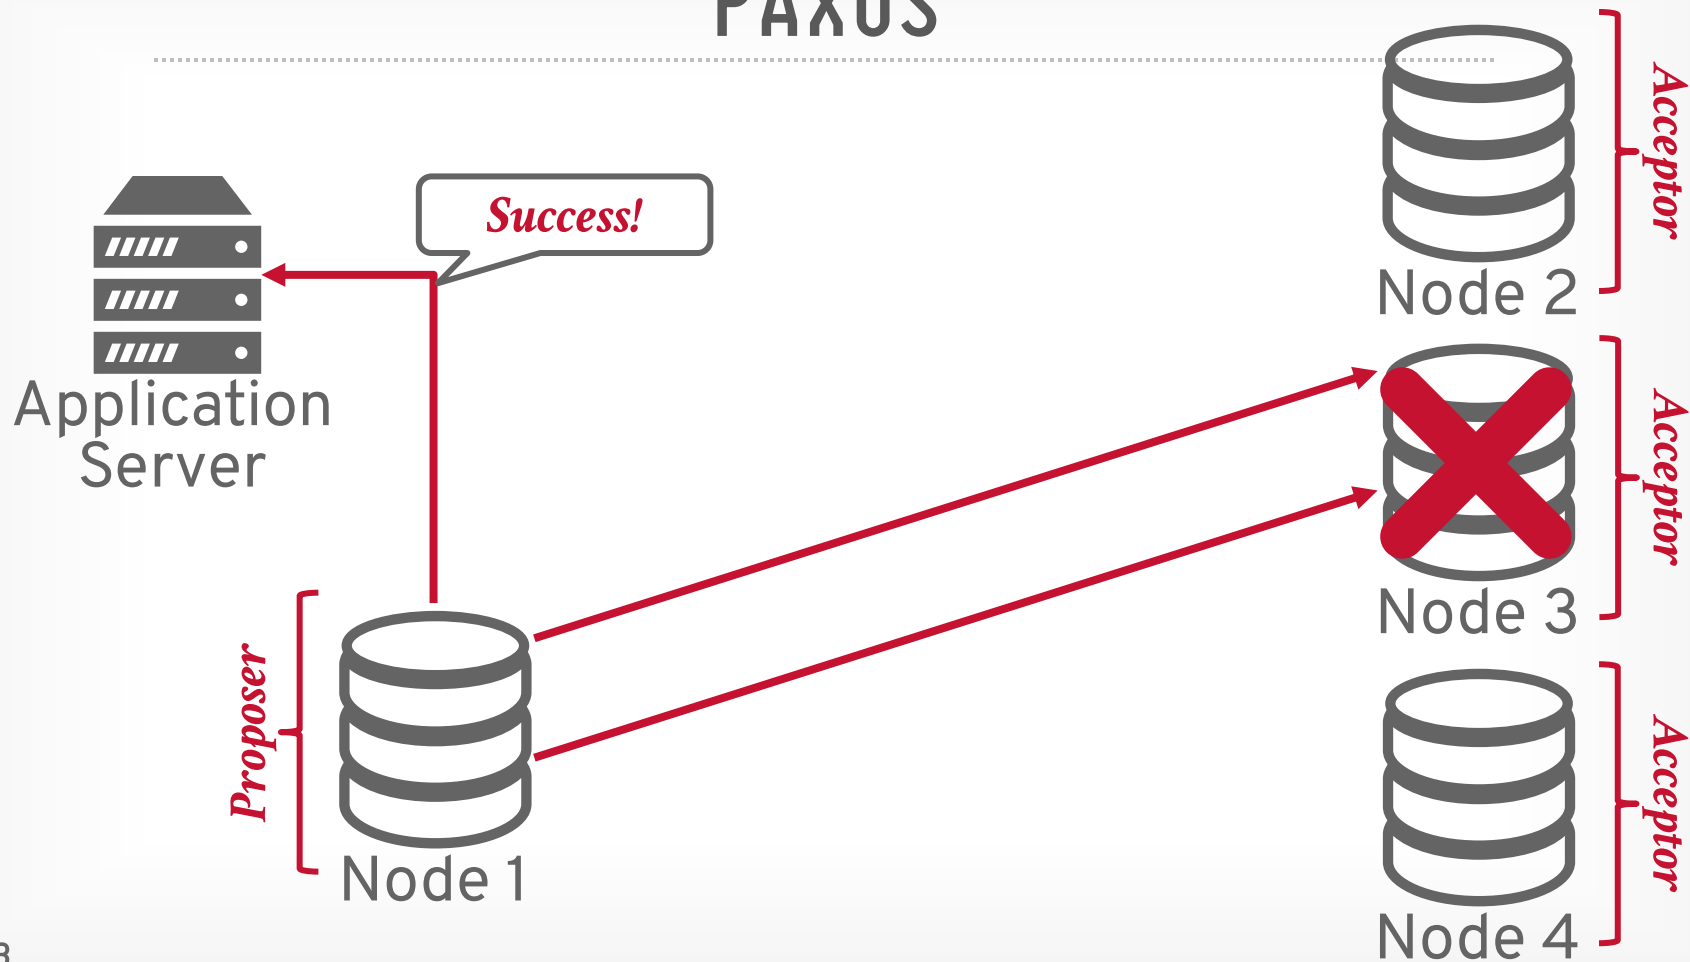 PAXOS
Success!
Application
Server
Proposer
Node 1
Acceptor
Node 2
Acceptor
Node 3
Acceptor
Node 4